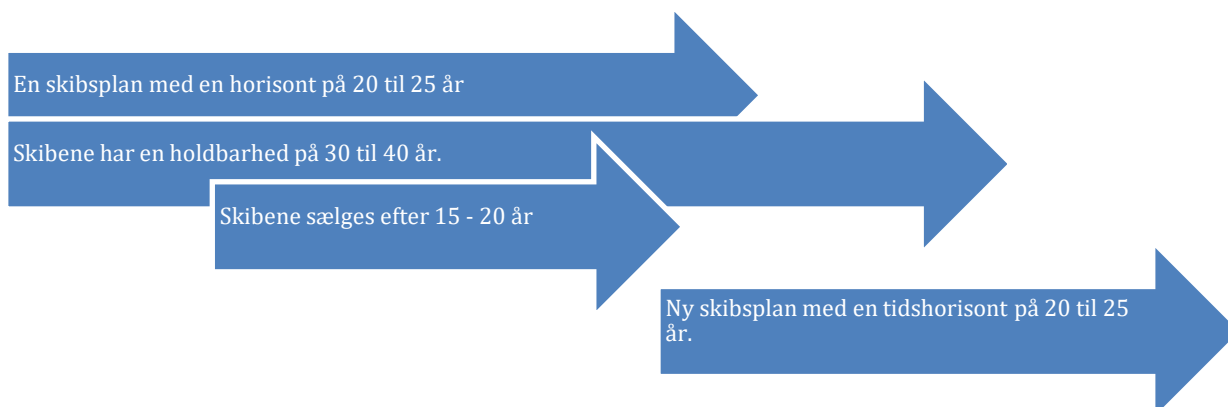 En skibsplan med en horisont på 20 til 25 år
Skibene har en holdbarhed på 30 til 40 år.
Skibene sælges efter 15 - 20 år
Ny skibsplan med en tidshorisont på 20 til 25
år.